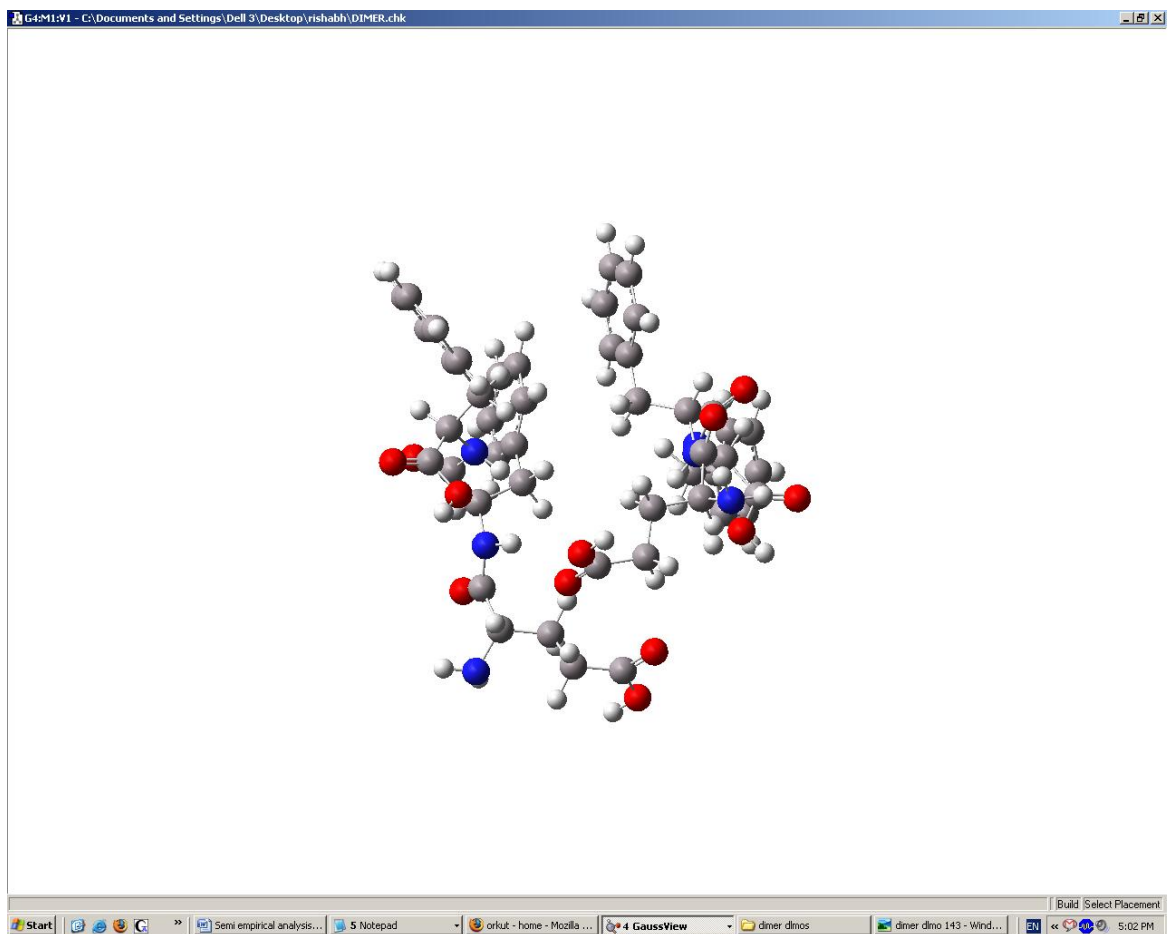 G4:M1:V1 - C:\Documents and Settings\Dell 3\Desktop\rishabh\DIMER.chk
Build Select Placement
Start » Semi empirical analysis... 5 Notepad orkut - home - Mozilla ... 4 GaussView dimer dlmos dimer dlmo 143 - Wind... EN « 5:02 PM